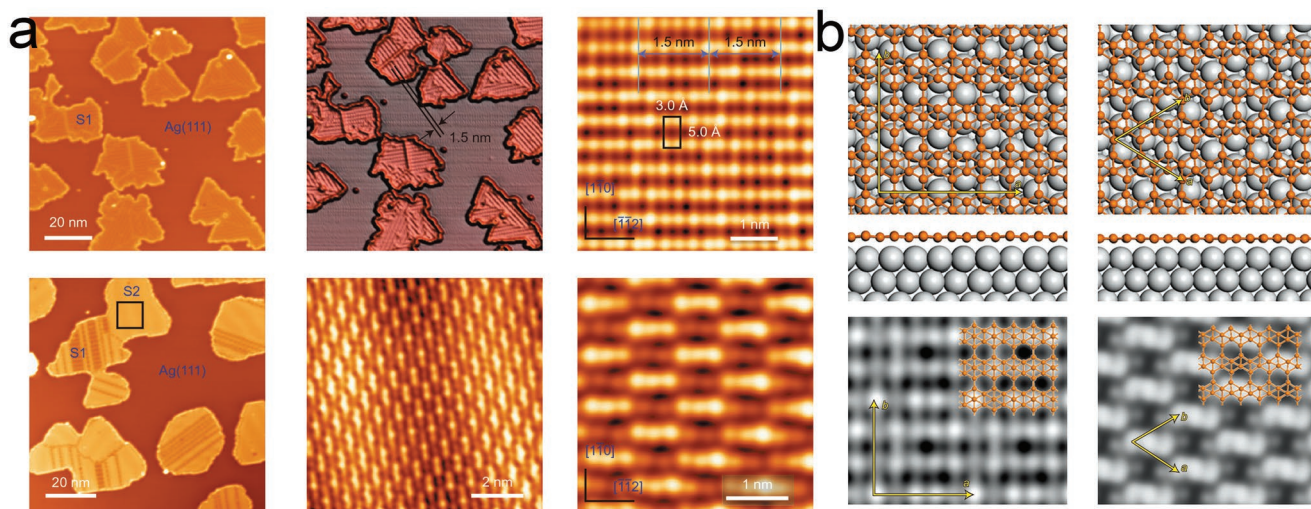 a
S1
Ag(111)
20 nm
1.5 nm
1.5 nm 1.5 nm
3.0 Å
5.0 Å
[1̄10]
[1̄1̄2]
1 nm
S2
S1
Ag(111)
20 nm
2 nm
[1̄10]
[1̄1̄2]
1 nm
b
b
a
b
a
b
a
b
a